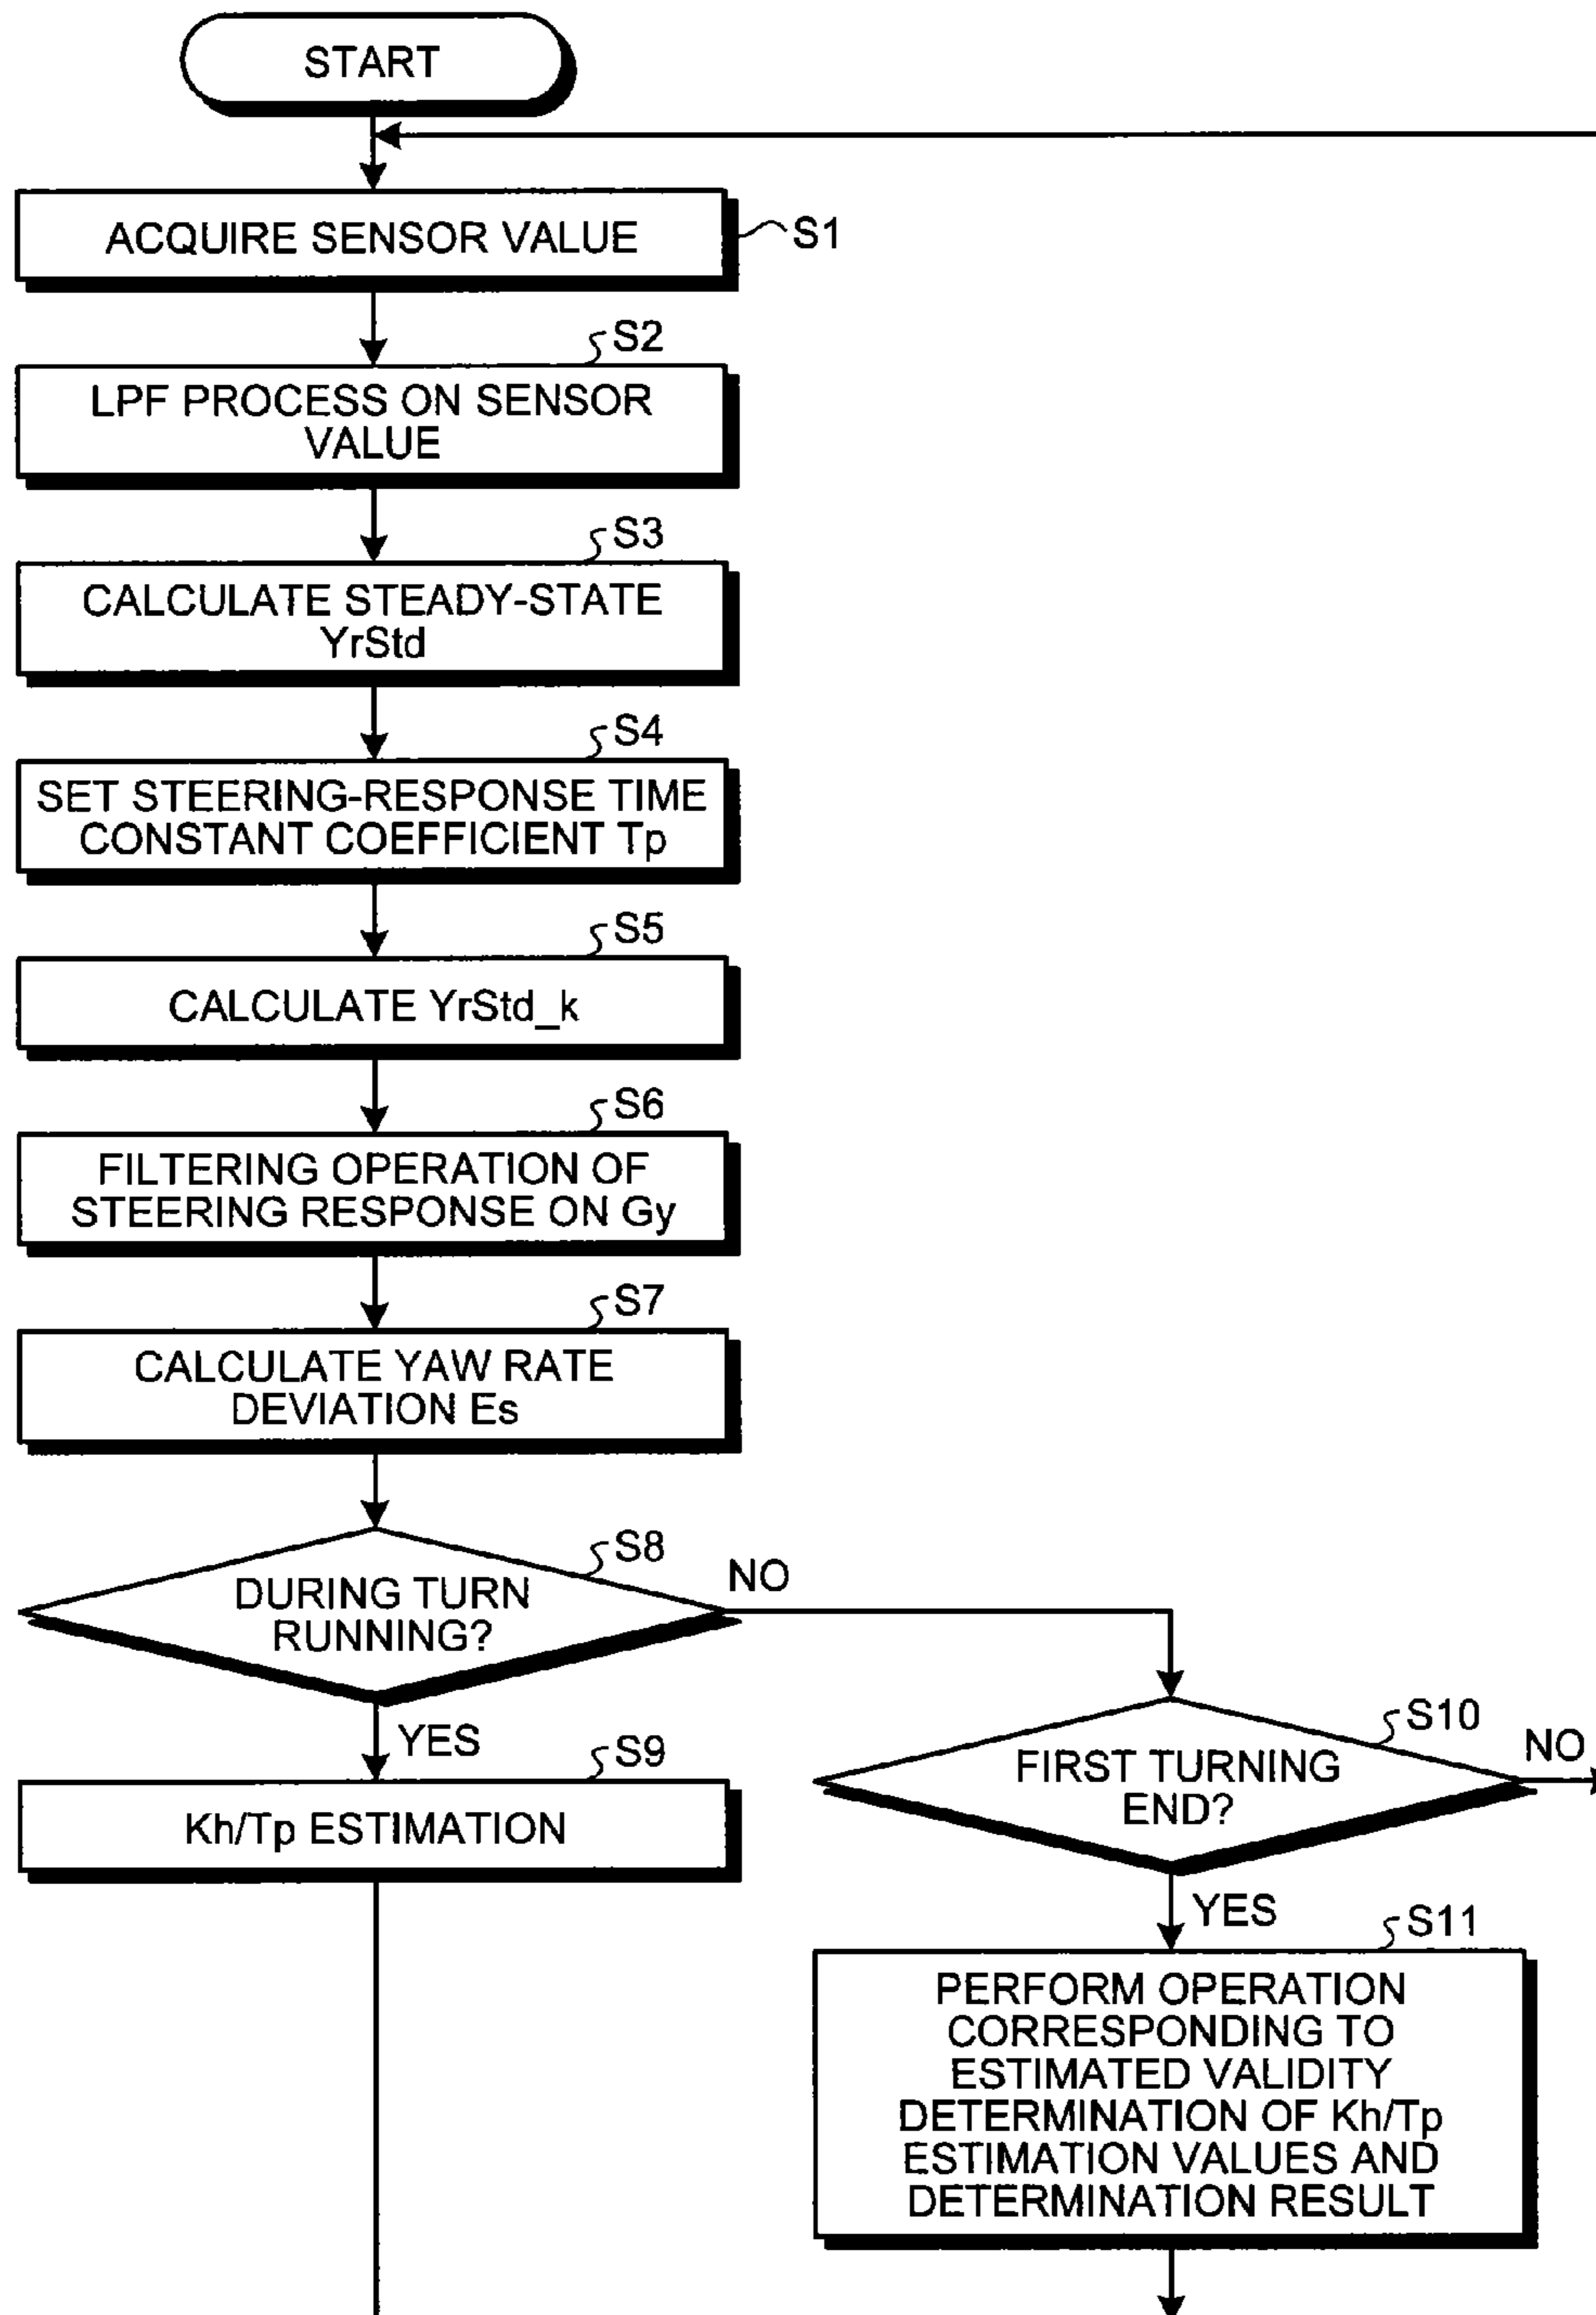 START
ACQUIRE SENSOR VALUE
S1
S2
LPF PROCESS ON SENSOR
VALUE
S3
CALCULATE STEADY-STATE
YrStd
S4
SET STEERING-RESPONSE TIME
CONSTANT COEFFICIENT Tp
S5
CALCULATE YrStd_k
S6
FILTERING OPERATION OF
STEERING RESPONSE ON Gy
S7
CALCULATE YAW RATE
DEVIATION Es
S8
DURING TURN
RUNNING?
NO
YES
S9
Kh/Tp ESTIMATION
S10
FIRST TURNING
END?
NO
YES
S11
PERFORM OPERATION
CORRESPONDING TO
ESTIMATED VALIDITY
DETERMINATION OF Kh/Tp
ESTIMATION VALUES AND
DETERMINATION RESULT